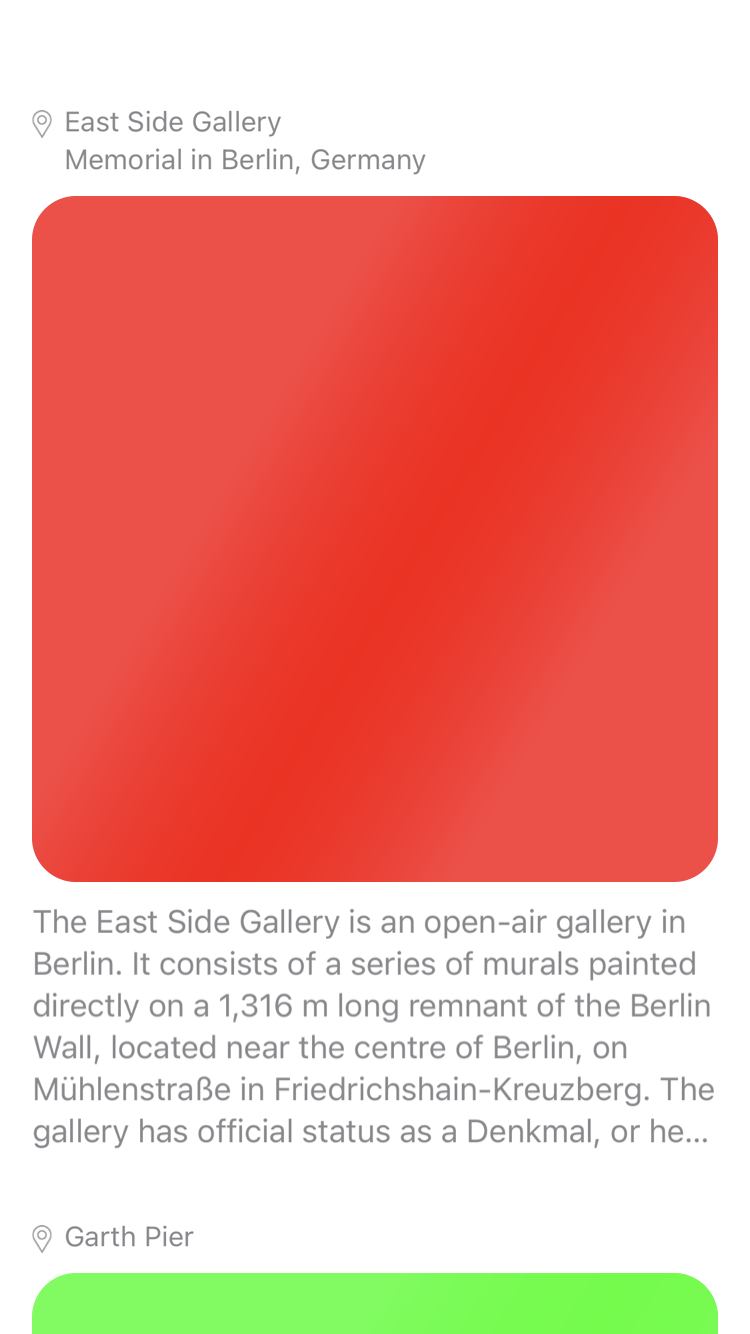 East Side Gallery
Memorial in Berlin, Germany
The East Side Gallery is an open-air gallery in
Berlin. It consists of a series of murals painted
directly on a 1,316 m long remnant of the Berlin
Wall, located near the centre of Berlin, on
Mühlenstraße in Friedrichshain-Kreuzberg. The
gallery has official status as a Denkmal, or he...
Garth Pier